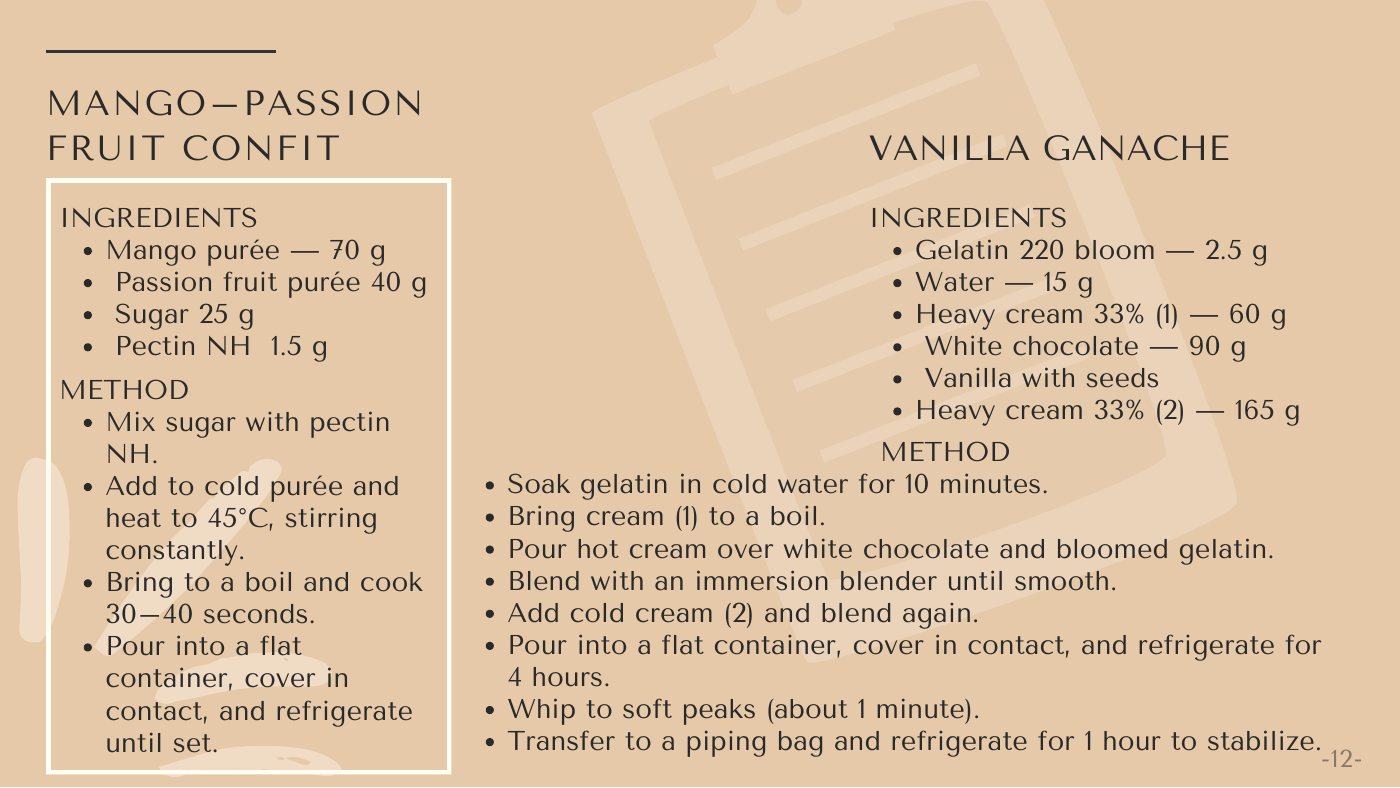 MANGO–PASSION
FRUIT CONFIT
INGREDIENTS
• Mango purée — 70 g
• Passion fruit purée 40 g
• Sugar 25 g
• Pectin NH 1.5 g
METHOD
• Mix sugar with pectin
NH.
• Add to cold purée and
heat to 45°C, stirring
constantly.
• Bring to a boil and cook
30–40 seconds.
• Pour into a flat
container, cover in
contact, and refrigerate
until set.
VANILLA GANACHE
INGREDIENTS
• Gelatin 220 bloom — 2.5 g
• Water — 15 g
• Heavy cream 33% (1) — 60 g
• White chocolate — 90 g
• Vanilla with seeds
• Heavy cream 33% (2) — 165 g
METHOD
• Soak gelatin in cold water for 10 minutes.
• Bring cream (1) to a boil.
• Pour hot cream over white chocolate and bloomed gelatin.
• Blend with an immersion blender until smooth.
• Add cold cream (2) and blend again.
• Pour into a flat container, cover in contact, and refrigerate for
4 hours.
• Whip to soft peaks (about 1 minute).
• Transfer to a piping bag and refrigerate for 1 hour to stabilize.
-12-